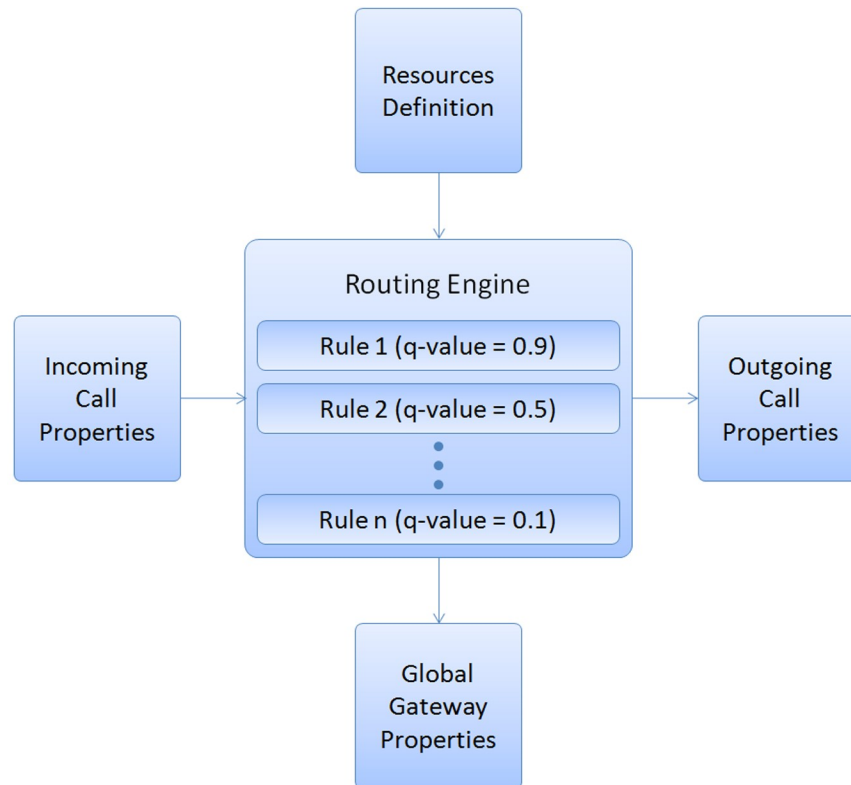 Resources
Definition
Routing Engine
Rule 1 (q-value = 0.9)
Incoming
Call
Properties
Rule 2 (q-value = 0.5)
Outgoing
Call
Properties
Rule n (q-value = 0.1)
Global
Gateway
Properties